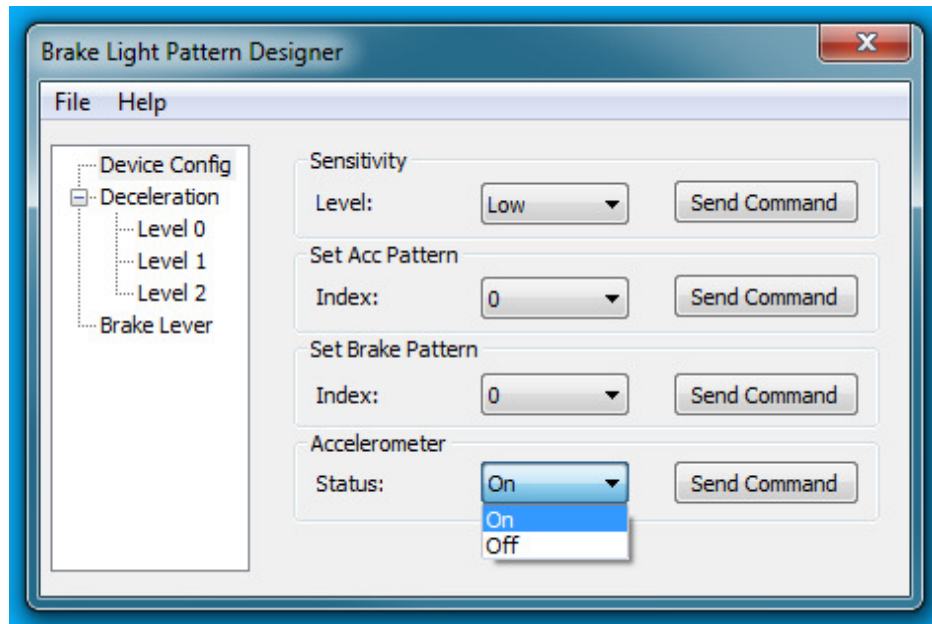 Brake Light Pattern Designer
File Help
Device Config
Deceleration
Level 0
Level 1
Level 2
Brake Lever
Sensitivity
Level: Low Send Command
Set Acc Pattern
Index: 0 Send Command
Set Brake Pattern
Index: 0 Send Command
Accelerometer
Status: On Send Command
On
Off